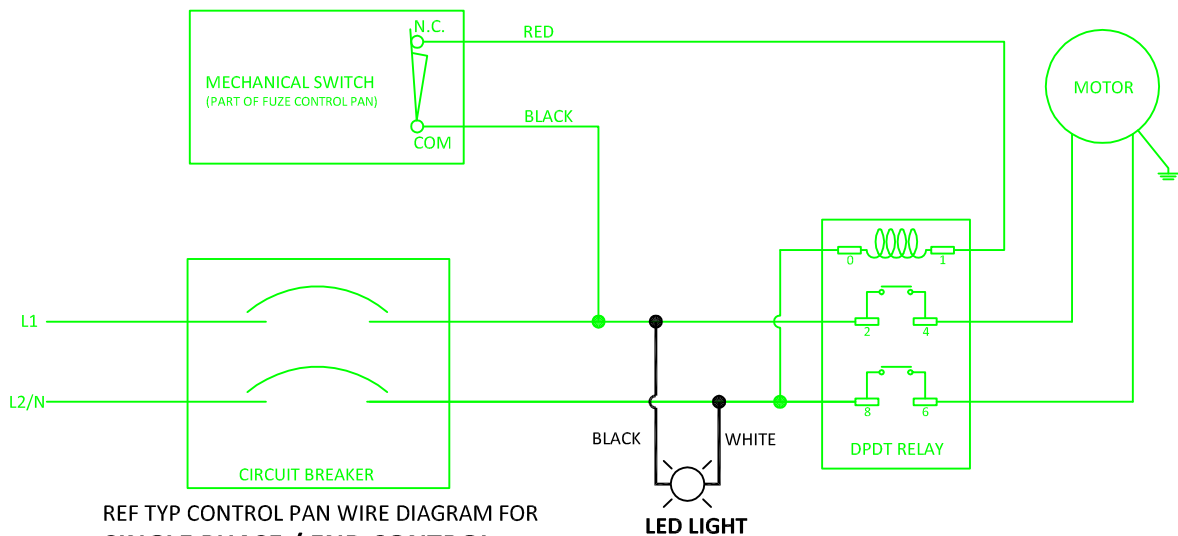 N.C.
RED
MECHANICAL SWITCH
(PART OF FUZE CONTROL PAN)
MOTOR
BLACK
COM
0
1
L1
2
4
L2/N
8
6
BLACK
WHITE
DPDT RELAY
CIRCUIT BREAKER
REF TYP CONTROL PAN WIRE DIAGRAM FOR
LED LIGHT